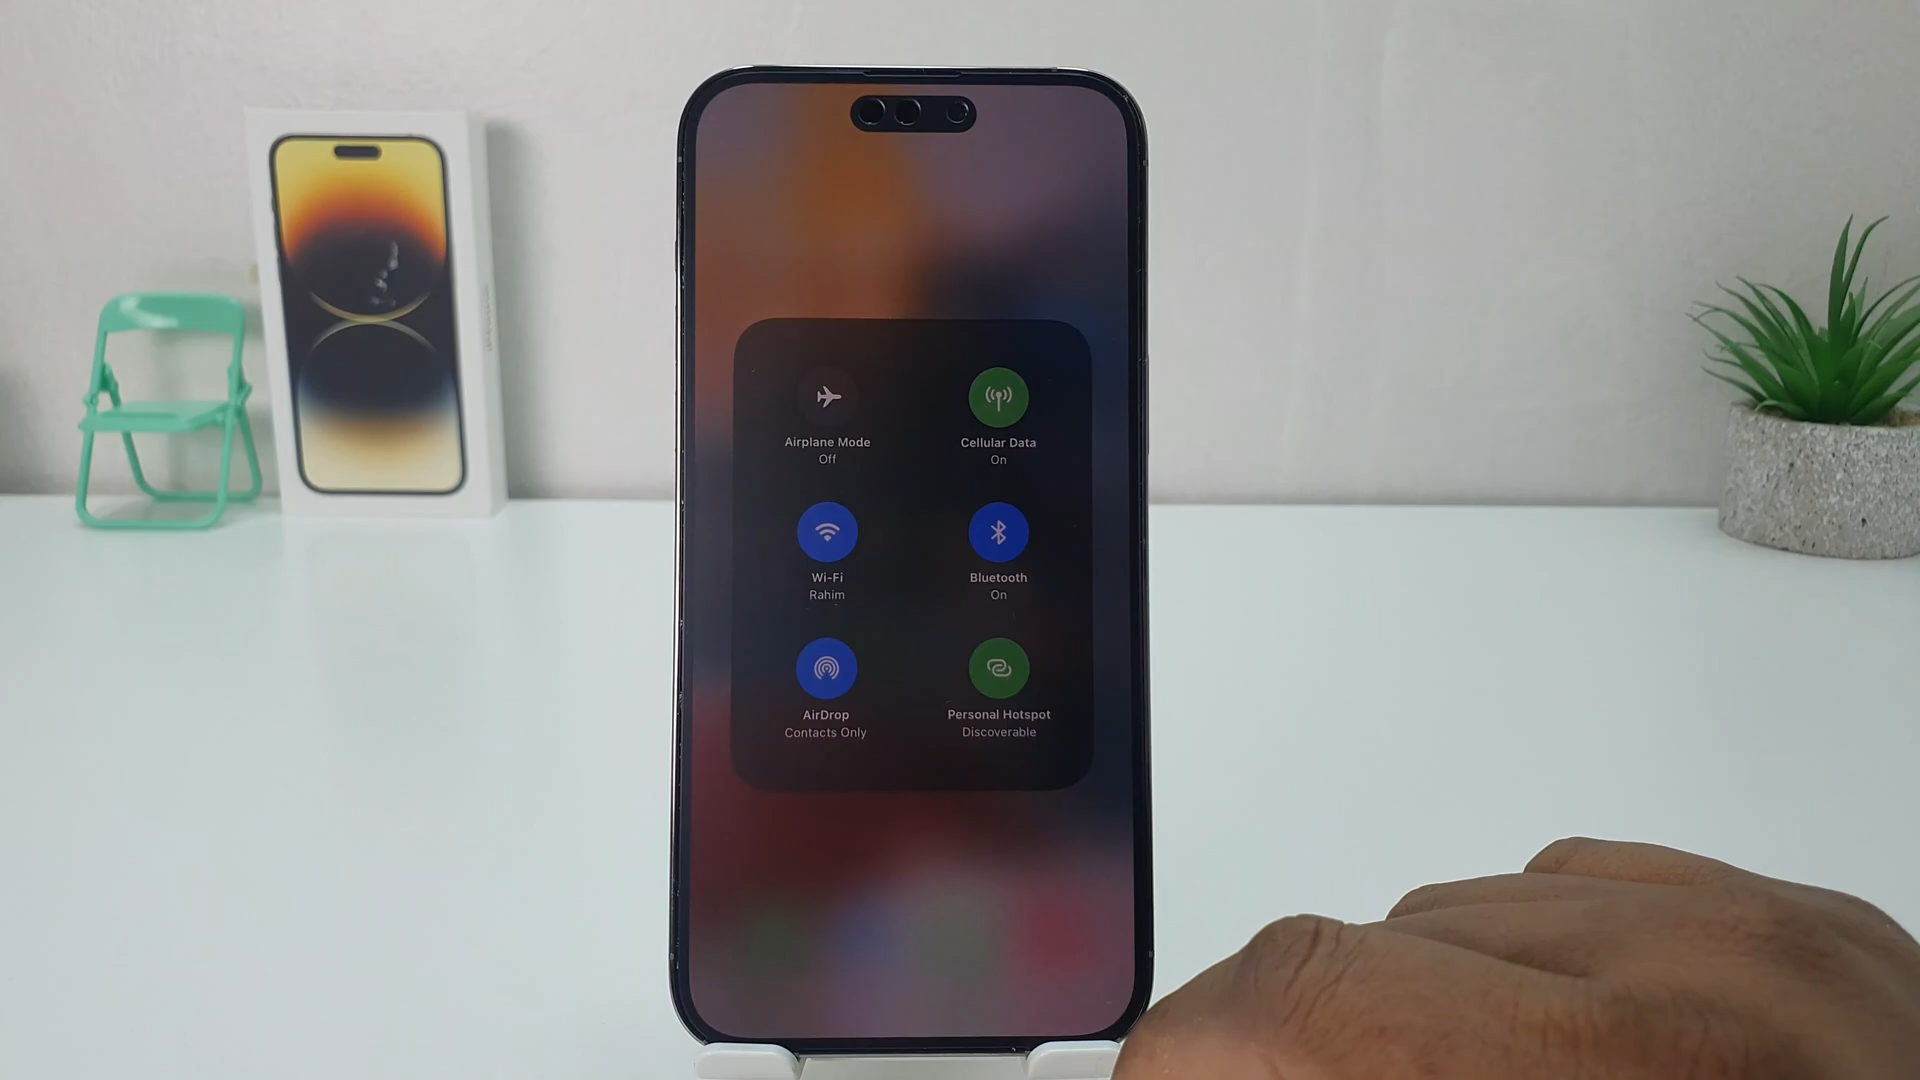 Airplane Mode
Off
Cellular Data
On
Wi-Fi
Rahim
Bluetooth
On
AirDrop
Contacts Only
Personal Hotspot
Discoverable